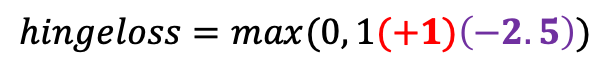 hingeloss = max(0, 1(+1)(−2.5))